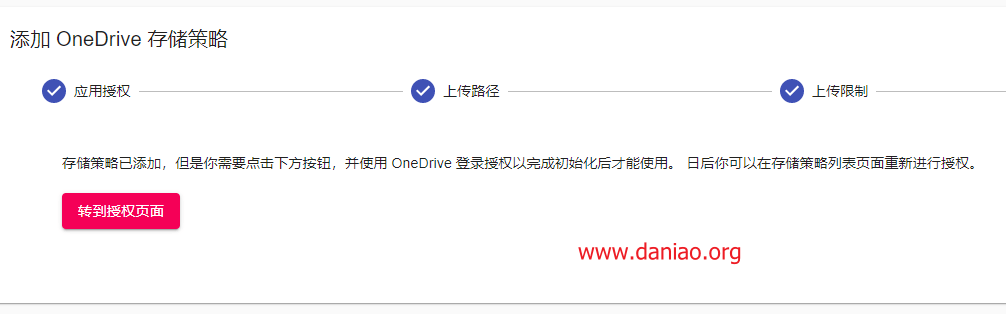 添加 OneDrive 存储策略
应用授权 上传路径 上传限制
存储策略已添加，但是你需要点击下方按钮，并使用 OneDrive 登录授权以完成初始化后才能使用。 日后你可以在存储策略列表页面重新进行授权。
转到授权页面
www.daniao.org